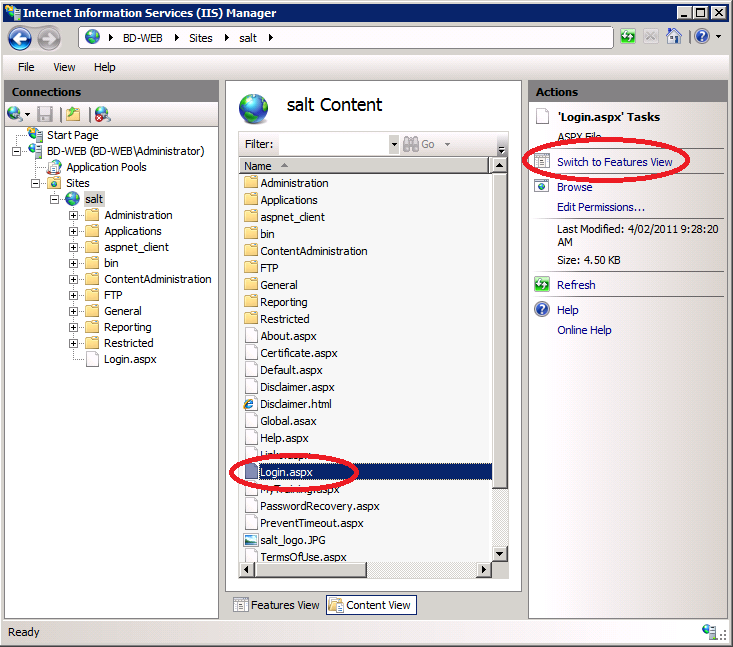 Internet Information Services (IIS) Manager
BD-WEB Sites salt
File View Help
Connections
Start Page
BD-WEB (BD-WEB\Administrator)
Application Pools
Sites
salt
Administration
Applications
aspnet_client
bin
ContentAdministration
FTP
General
Reporting
Restricted
Login.aspx
salt Content
Filter: Go
Name
Administration
Applications
aspnet_client
bin
ContentAdministration
FTP
General
Reporting
Restricted
About.aspx
Certificate.aspx
Default.aspx
Disclaimer.aspx
Disclaimer.html
Global.asax
Help.aspx
Links.aspx
Login.aspx
MyTraining.aspx
PasswordRecovery.aspx
PreventTimeout.aspx
salt_logo.JPG
TermsOfUse.aspx
Features View Content View
Actions
'Login.aspx' Tasks
ASPX File
Switch to Features View
Browse
Edit Permissions...
Last Modified: 4/02/2011 9:28:20
AM
Size: 4.50 KB
Refresh
Help
Online Help
Ready